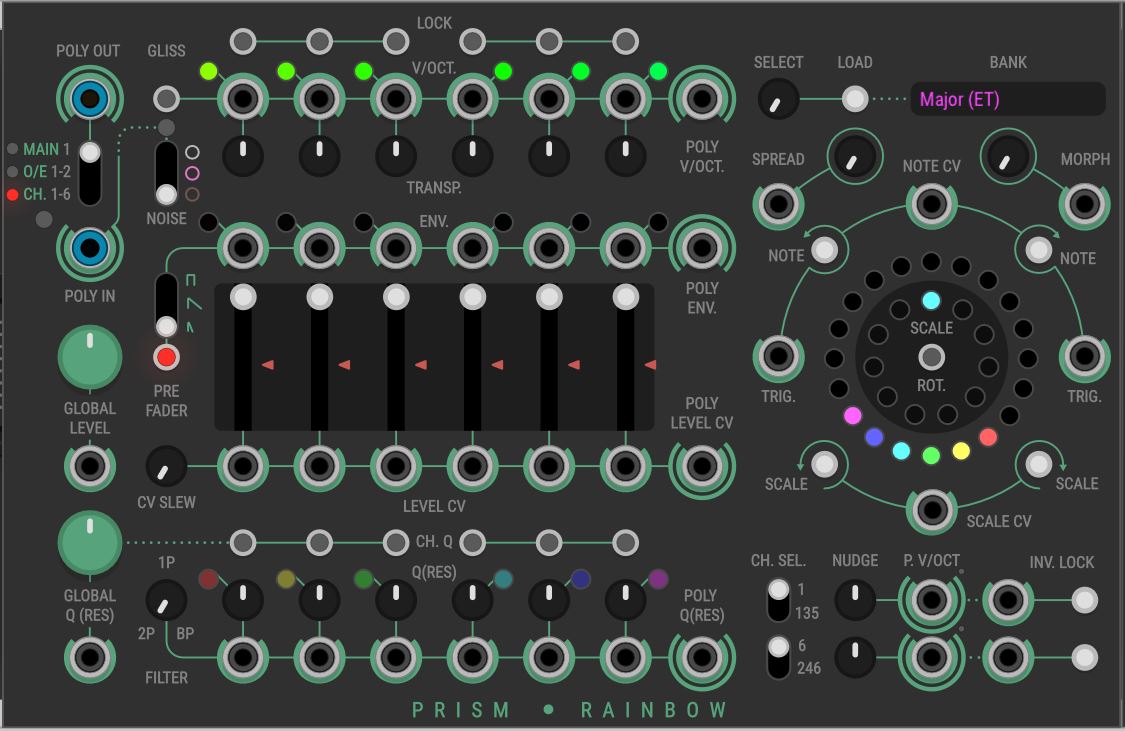 LOCK
POLY OUT
GLISS
V/OCT.
SELECT
LOAD
BANK
Major (ET)
MAIN 1
O/E 1-2
CH. 1-6
POLY
V/OCT.
SPREAD
NOTE CV
MORPH
TRANSP.
NOISE
ENV.
NOTE
NOTE
POLY IN
POLY
ENV.
SCALE
ROT.
PRE
FADER
GLOBAL
LEVEL
POLY
LEVEL CV
TRIG.
TRIG.
CV SLEW
LEVEL CV
SCALE
SCALE
SCALE CV
CH. Q
1P
Q(RES)
CH. SEL.
NUDGE
P. V/OCT.
INV. LOCK
GLOBAL
Q (RES)
2P
BP
POLY
Q(RES)
1
135
6
246
FILTER
PRISM • RAINBOW